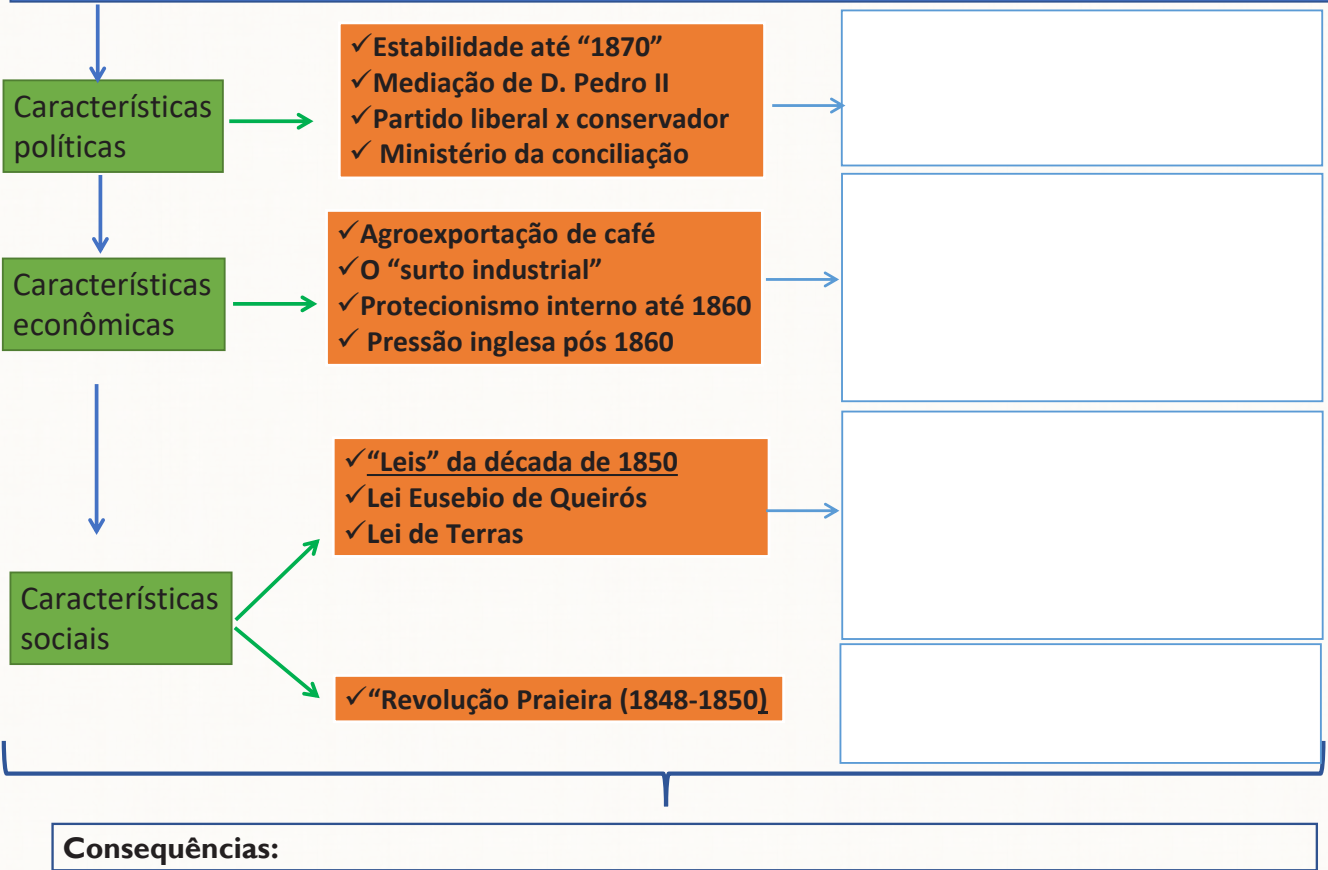 Características
políticas
✓Estabilidade até “1870”
✓Mediação de D. Pedro II
✓Partido liberal x conservador
✓ Ministério da conciliação
Características
econômicas
✓Agroexportação de café
✓O “surto industrial”
✓Protecionismo interno até 1860
✓ Pressão inglesa pós 1860
Características
sociais
✓“Leis” da década de 1850
✓Lei Eusebio de Queirós
✓Lei de Terras
✓“Revolução Praieira (1848-1850)
Consequências: